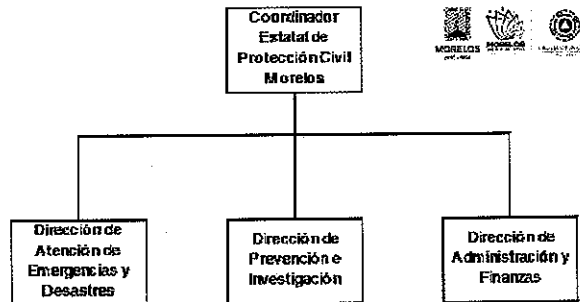 Coordinador
Estatal de
Protección Civil
Morelos
MORELOS
MORELOS
Dirección de
Atención de
Emergencias y
Desastres
Dirección de
Prevención e
Investigación
Dirección de
Administración y
Finanzas